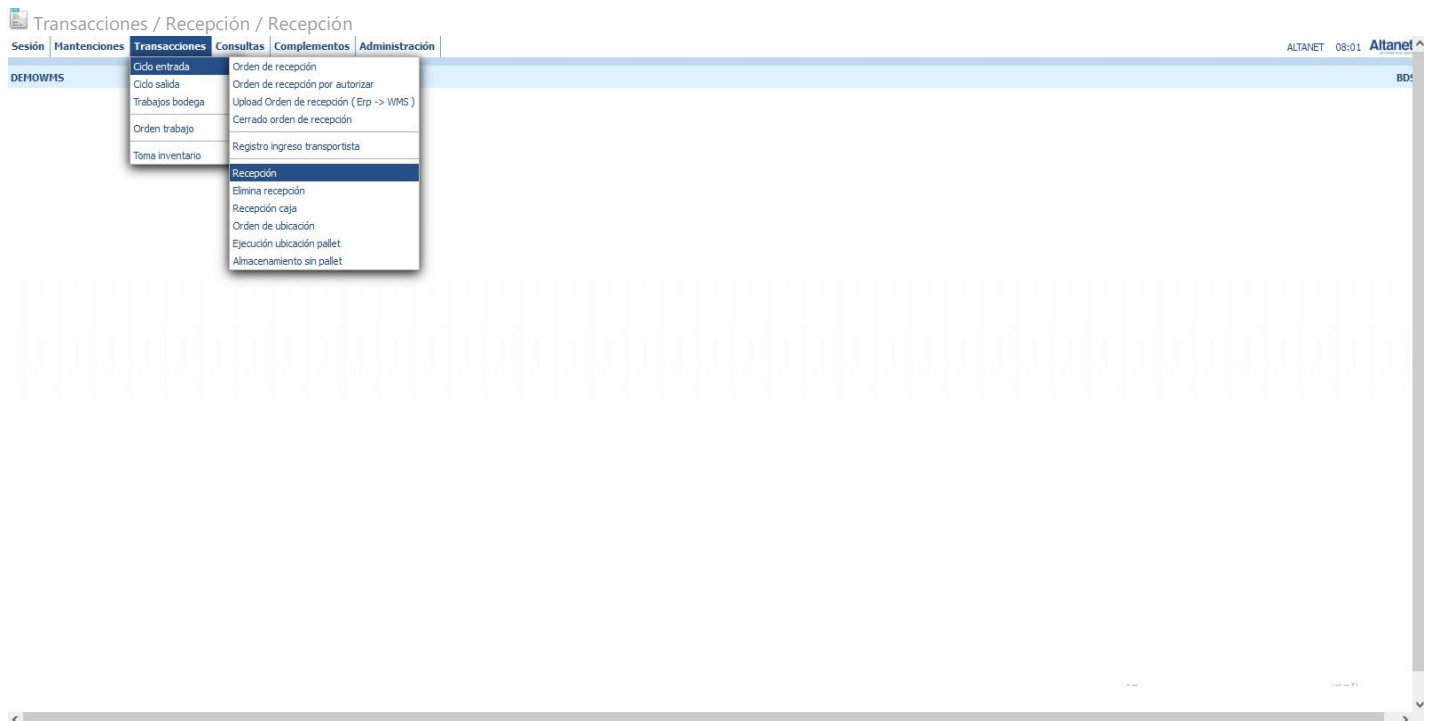 Transacciones / Recepción / Recepción
Sesión Mantenciones Transacciones Consultas Complementos Administración ALTANET 08:01 Altanet
DEMOWMS
Ciclo entrada
Ciclo salida
Trabajos bodega
Orden trabajo
Toma inventario
Orden de recepción
Orden de recepción por autorizar
Upload Orden de recepción ( Erp -> WMS )
Cerrado orden de recepción
Registro ingreso transportista
Recepción
Elimina recepción
Recepción caja
Orden de ubicación
Ejecución ubicación pallet
Almacenamiento sin pallet